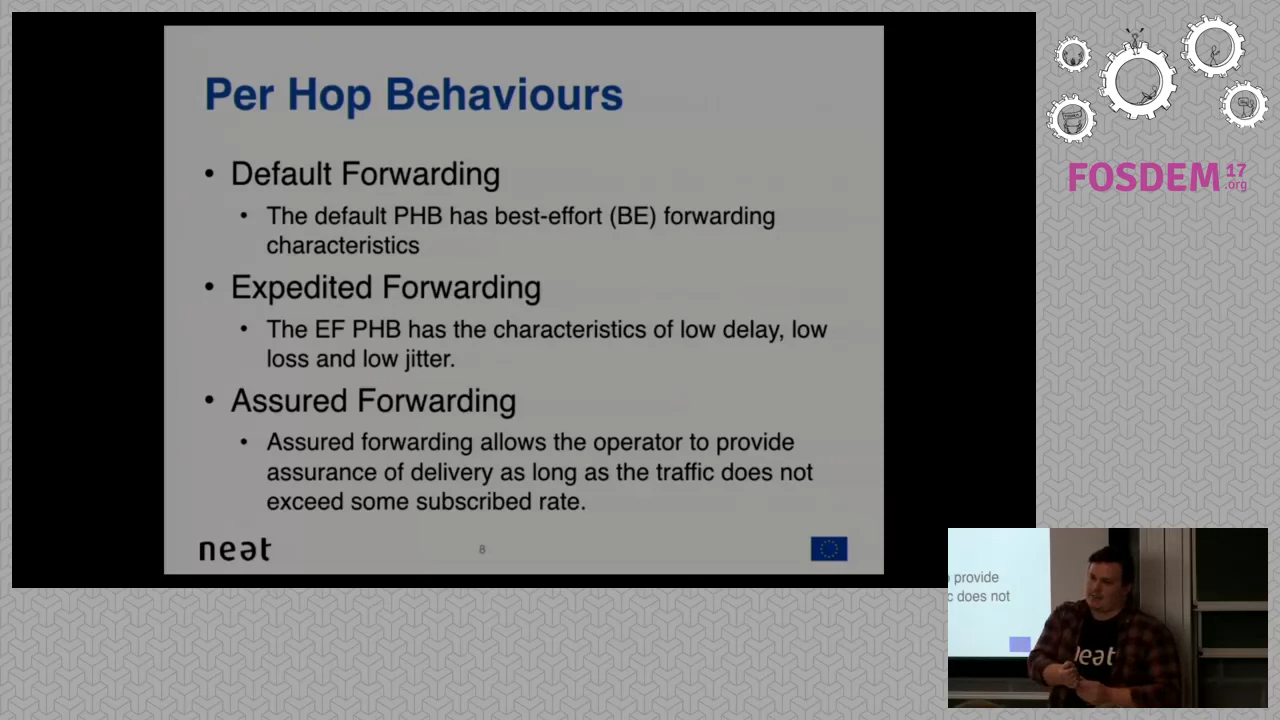 Per Hop Behaviours
• Default Forwarding
• The default PHB has best-effort (BE) forwarding
characteristics
• Expedited Forwarding
• The EF PHB has the characteristics of low delay, low
loss and low jitter.
• Assured Forwarding
• Assured forwarding allows the operator to provide
assurance of delivery as long as the traffic does not
exceed some subscribed rate.
neat
8
FOSDEM 17
.org
provide
c does not
neat